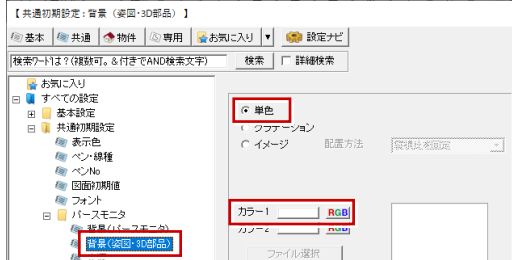 【 共通初期設定 : 背景（姿図・3D部品）】
基本 共通 物件 専用 お気に入り ▼ 設定ナビ
検索ワードは？(複数可。&付きでAND検索文字) 検索 詳細検索
お気に入り
すべての設定
基本設定
共通初期設定
表示色
ペン・線種
ペンNo
図面初期値
フォント
パースモニタ
背景(パースモニタ)
背景(姿図・3D部品)
単色
グラデーション
イメージ 配置方法 縦横比を固定
カラー1 RGB
カラー2 RGB
ファイル選択